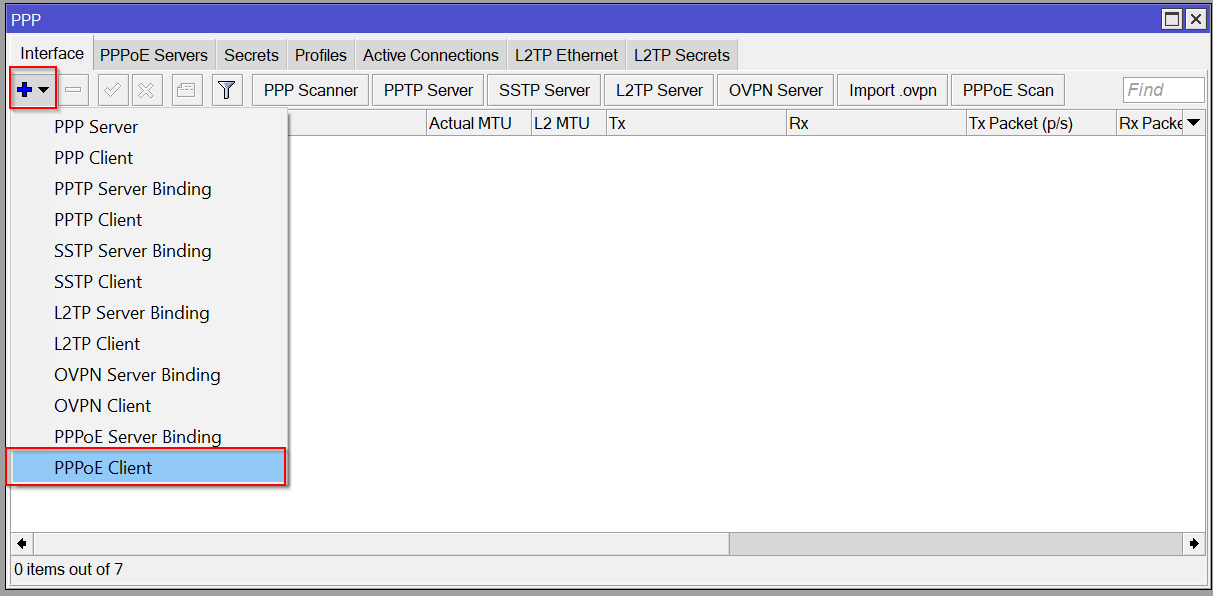 PPP
Interface PPPoE Servers Secrets Profiles Active Connections L2TP Ethernet L2TP Secrets
PPP Scanner PPTP Server SSTP Server L2TP Server OVPN Server Import .ovpn PPPoE Scan Find
Actual MTU L2 MTU Tx Rx Tx Packet (p/s) Rx Packe
PPP Server
PPP Client
PPTP Server Binding
PPTP Client
SSTP Server Binding
SSTP Client
L2TP Server Binding
L2TP Client
OVPN Server Binding
OVPN Client
PPPoE Server Binding
PPPoE Client
0 items out of 7